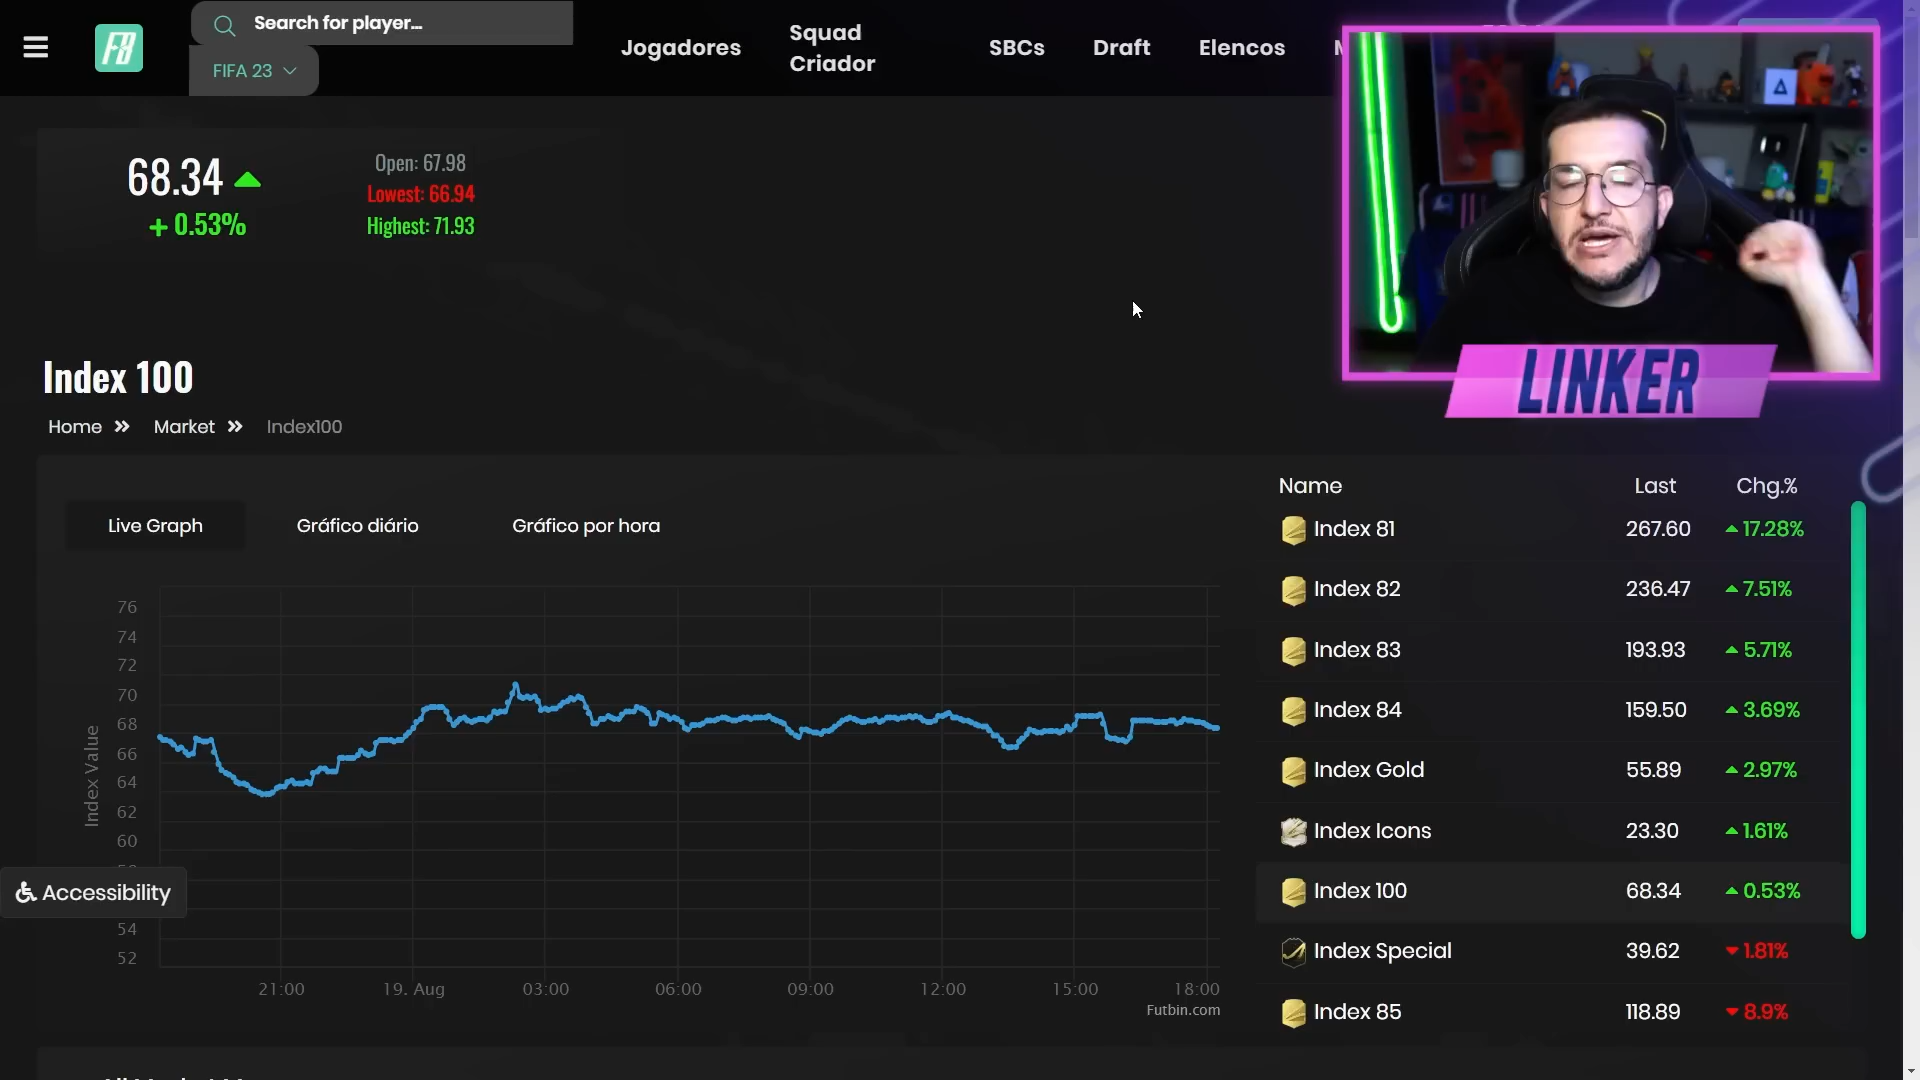 Search for player...
FIFA 23
Jogadores
Squad
Criador
SBCs
Draft
Elencos
68.34
+ 0.53%
Open: 67.98
Lowest: 66.94
Highest: 71.93
LINKER
Index 100
Home » Market » Index100
Live Graph
Gráfico diário
Gráfico por hora
Index Value
76
74
72
70
68
66
64
62
60
54
52
21:00
19. Aug
03:00
06:00
09:00
12:00
15:00
18:00
Futbin.com
Accessibility
Name Last Chg.%
Index 81 267.60 17.28%
Index 82 236.47 7.51%
Index 83 193.93 5.71%
Index 84 159.50 3.69%
Index Gold 55.89 2.97%
Index Icons 23.30 1.61%
Index 100 68.34 0.53%
Index Special 39.62 1.81%
Index 85 118.89 8.9%